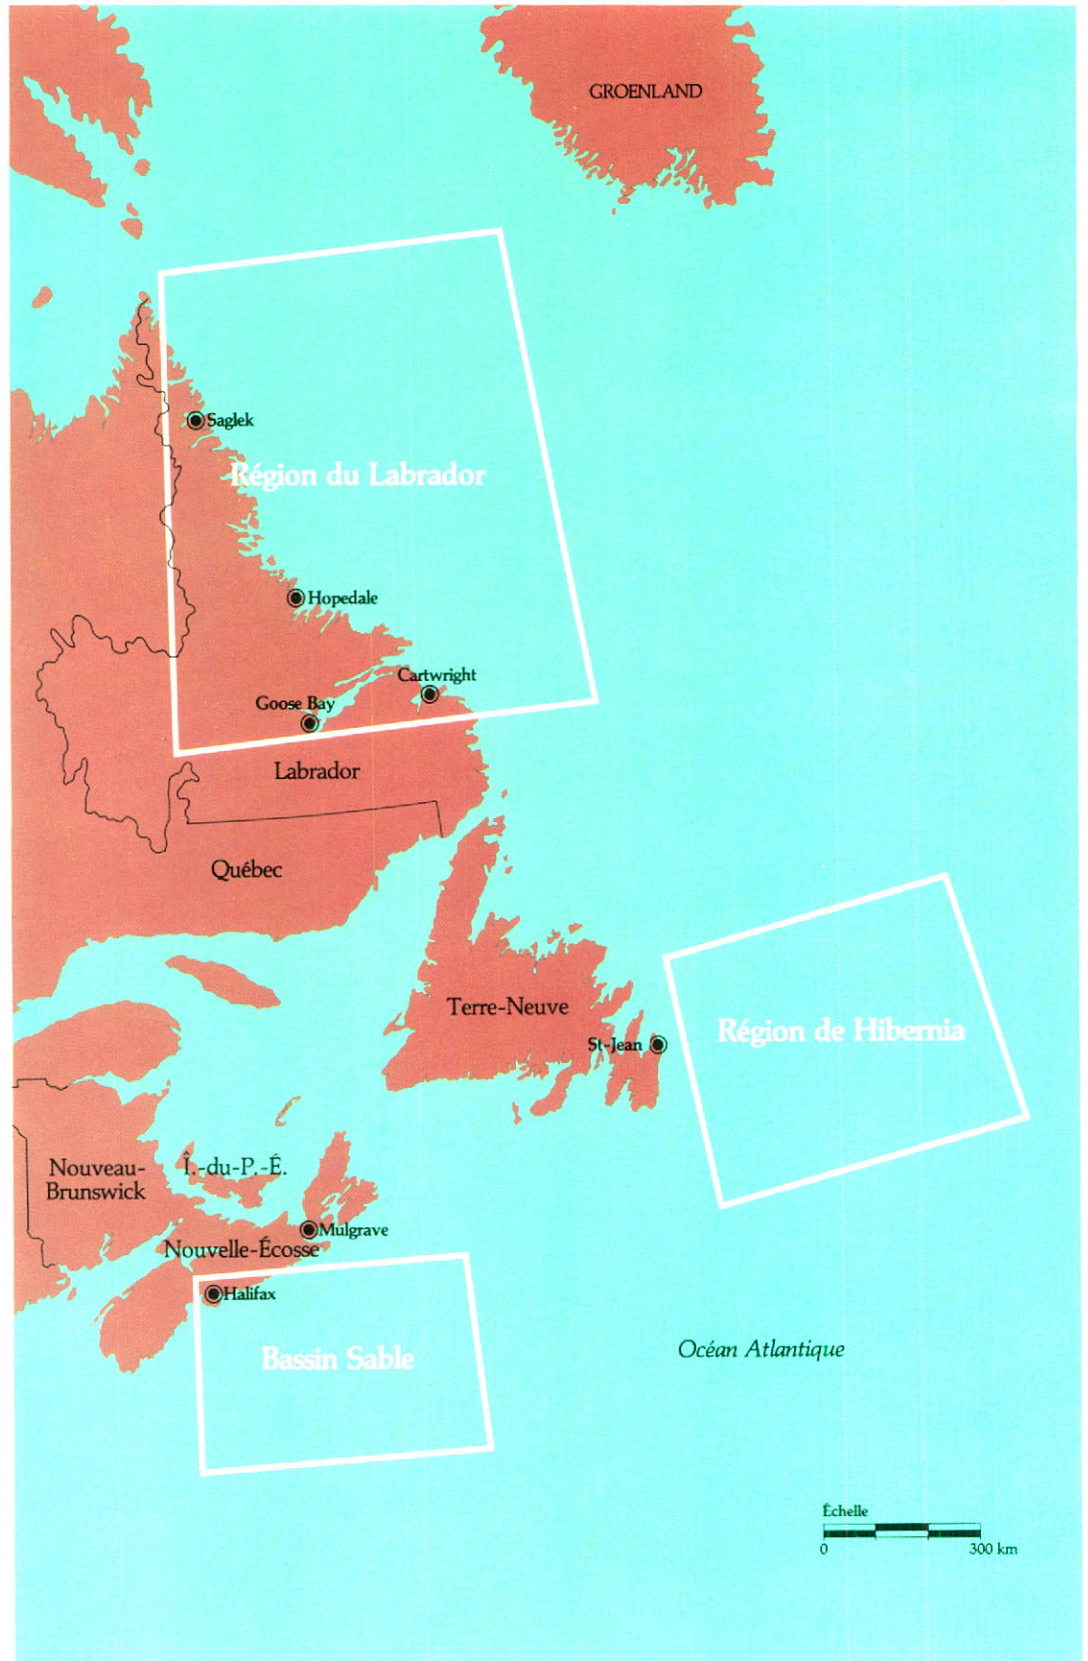 GROENLAND
Saglek
Région du Labrador
Hopedale
Cartwright
Goose Bay
Labrador
Québec
Terre-Neuve
St-Jean
Région de Hibernia
Nouveau-
Brunswick
Î.-du-P.-É.
Mulgrave
Nouvelle-Écosse
Halifax
Bassin Sable
Océan Atlantique
Échelle
0 300 km